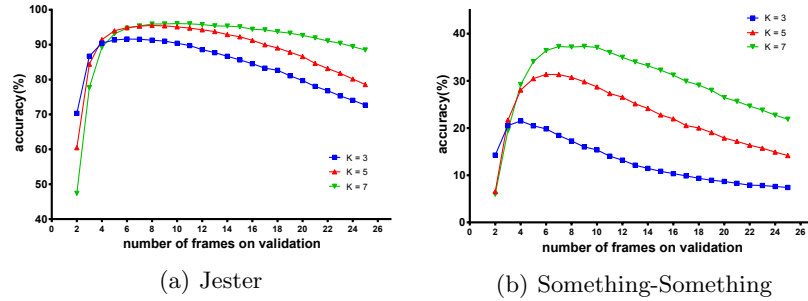 100
90
80
70
60
50
40
accuracy(%)
K = 3
K = 5
K = 7
0 2 4 6 8 10 12 14 16 18 20 22 24 26
number of frames on validation
(a) Jester
50
40
30
20
10
0
accuracy(%)
K = 3
K = 5
K = 7
0 2 4 6 8 10 12 14 16 18 20 22 24 26
number of frames on validation
(b) Something-Something